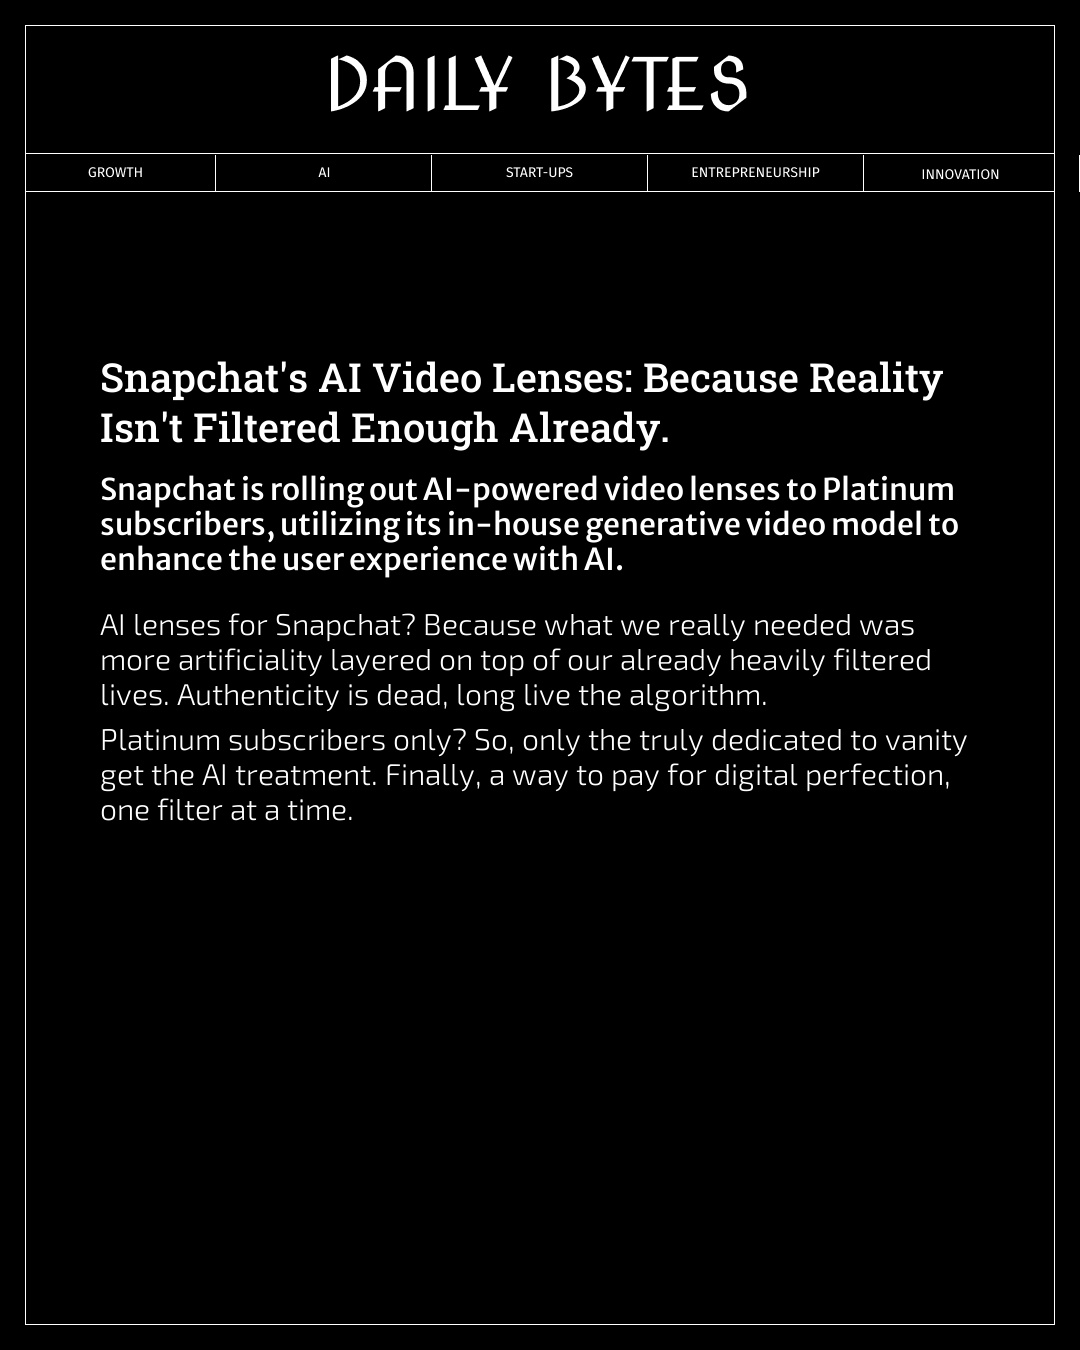 DAILY BYTES
GROWTH
AI
START-UPS
ENTREPRENEURSHIP
INNOVATION
Snapchat's AI Video Lenses: Because Reality
Isn't Filtered Enough Already.
Snapchat is rolling out AI-powered video lenses to Platinum
subscribers, utilizing its in-house generative video model to
enhance the user experience with AI.
AI lenses for Snapchat? Because what we really needed was
more artificiality layered on top of our already heavily filtered
lives. Authenticity is dead, long live the algorithm.
Platinum subscribers only? So, only the truly dedicated to vanity
get the AI treatment. Finally, a way to pay for digital perfection,
one filter at a time.